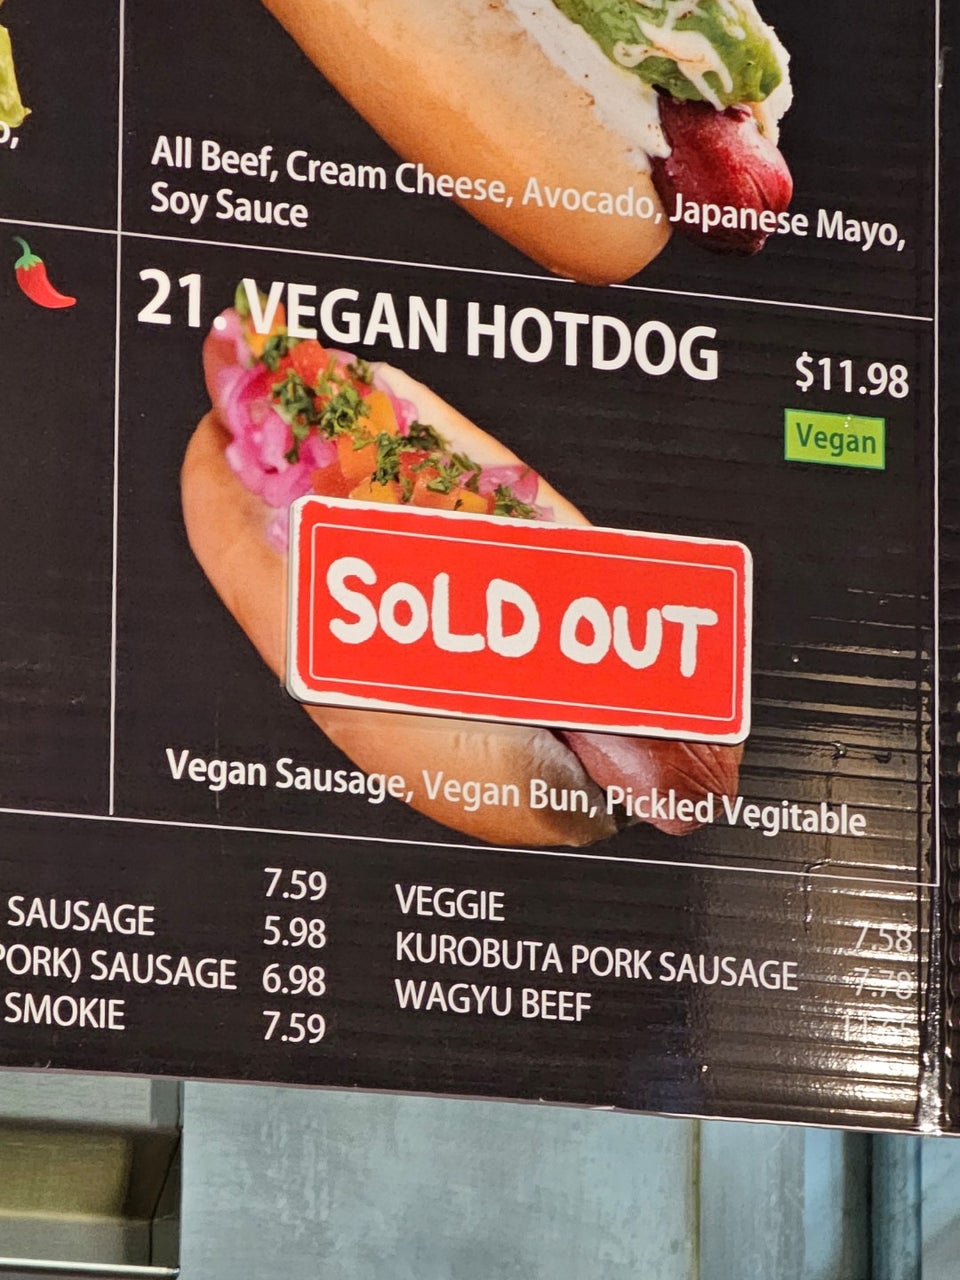 o,
All Beef, Cream Cheese, Avocado, Japanese Mayo,
Soy Sauce
21. VEGAN HOTDOG
$11.98
Vegan
SOLD OUT
Vegan Sausage, Vegan Bun, Pickled Vegitable
7.59
SAUSAGE 5.98
PORK) SAUSAGE 6.98
SMOKIE 7.59
VEGGIE 7.58
KUROBUTA PORK SAUSAGE 7.78
WAGYU BEEF